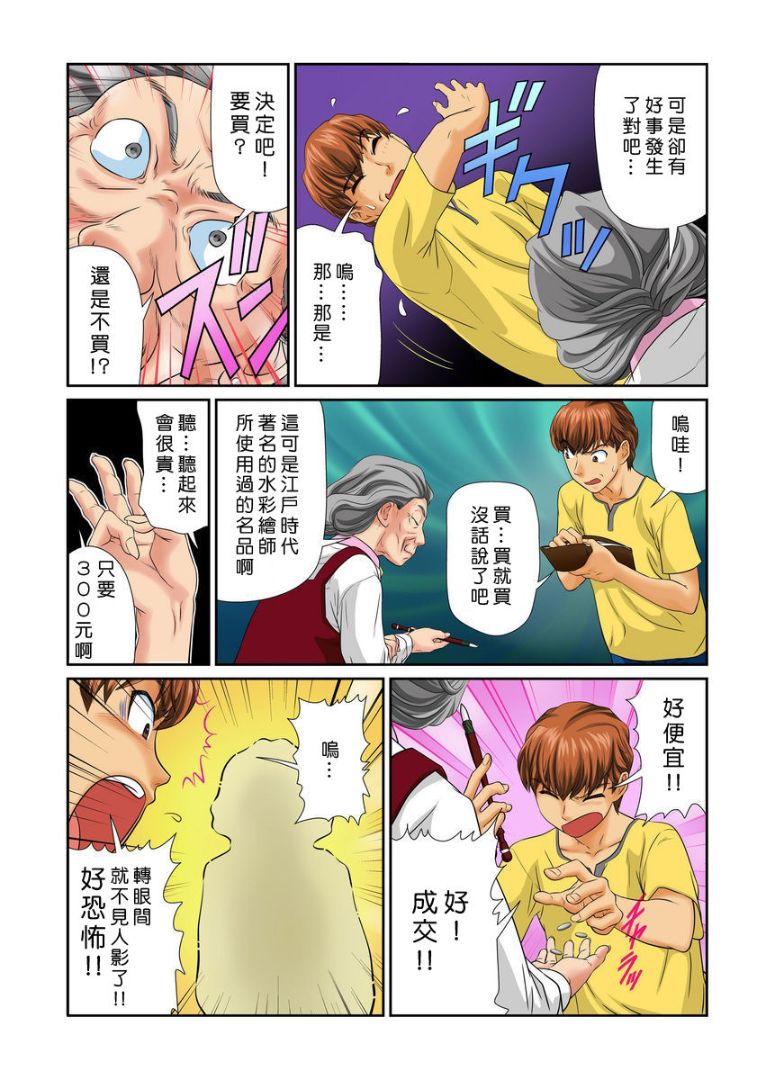 可是卻有
好事發生
了對吧…
ギクッ
嗚……
那…那是…
決定吧！
要買？
ズンッ
還是不買!?
嗚哇！
買…買就買
沒話說了吧
這可是江戶時代
著名的水彩繪師
所使用過的名品啊
聽…聽起來
會很貴…
只要
３００元啊
好便宜!!
チャラッ
好！
成交!!
嗚…
轉眼間
就不見人影了!!
好恐怖!!